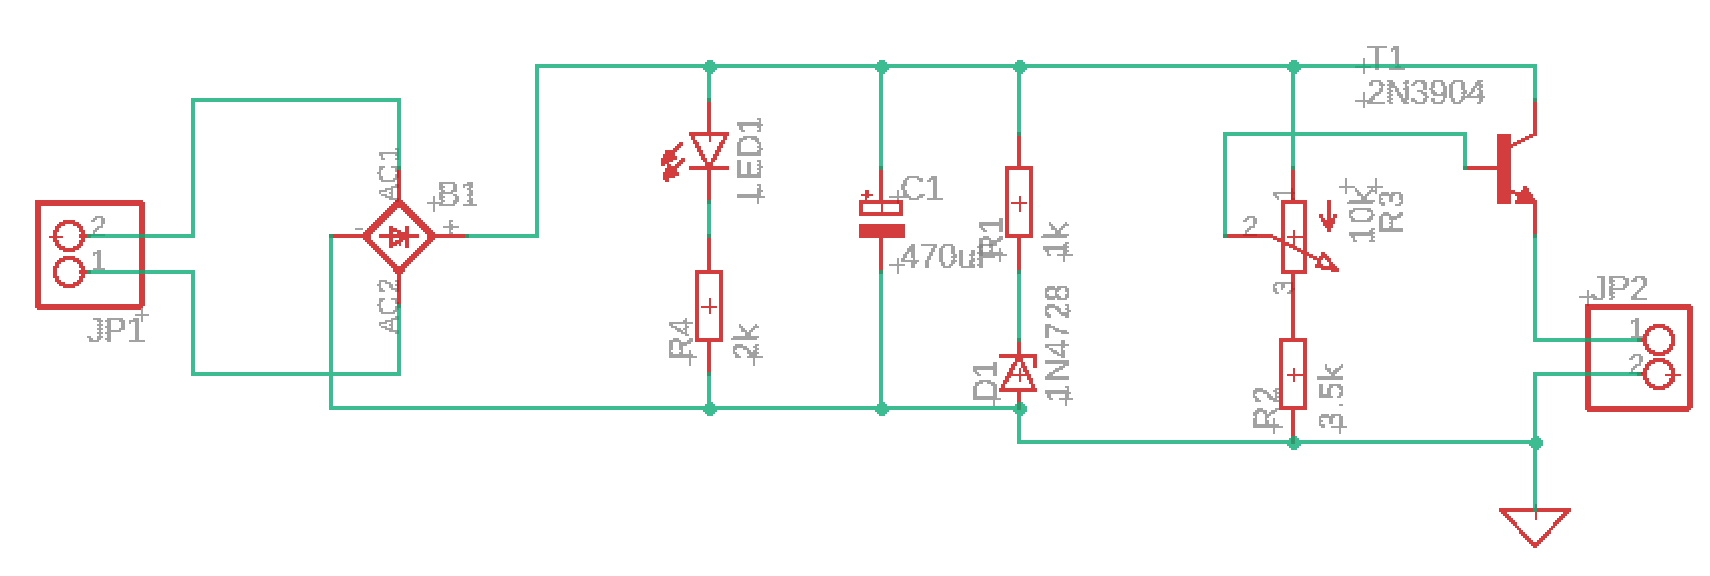 T1
2N3904
AC1
B1
-
+
LED1
+
C1
470uF
R1
1k
1
2
10K
R3
3
2
1
JP1
AC2
R4
2k
D1
1N4728
R2
3.5k
JP2
1
2